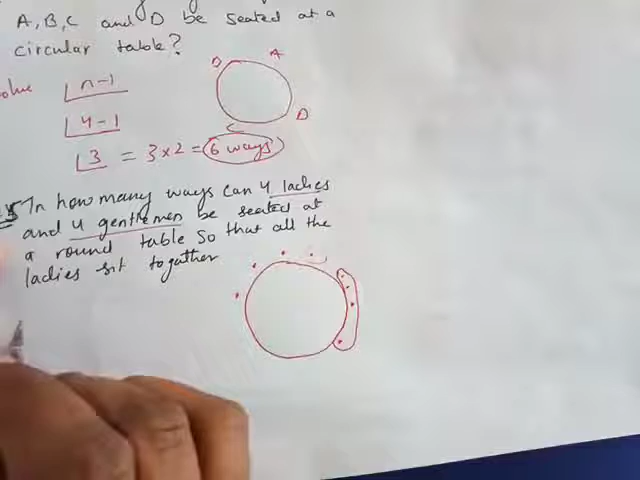 A, B, C and D be seated at a
circular table?
olve
n-1
4-1
3 = 3x2 = 6 ways
B
A
C
D
In how many ways can 4 ladies
and 4 gentlemen be seated at
a round table so that all the
ladies sit together